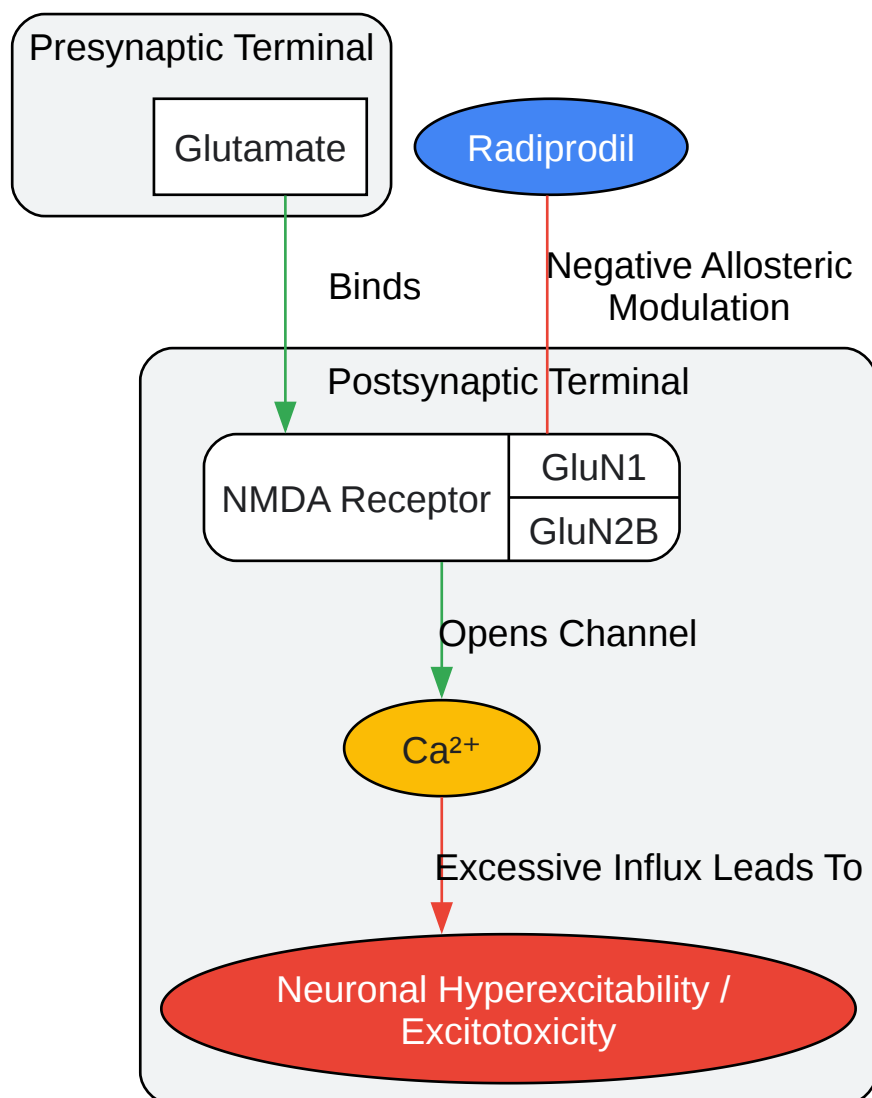 Presynaptic Terminal
Glutamate
Radiprodil
Binds
Negative Allosteric
Modulation
Postsynaptic Terminal
NMDA Receptor
GluN1
GluN2B
Opens Channel
Ca²⁺
Excessive Influx Leads To
Neuronal Hyperexcitability /
Excitotoxicity